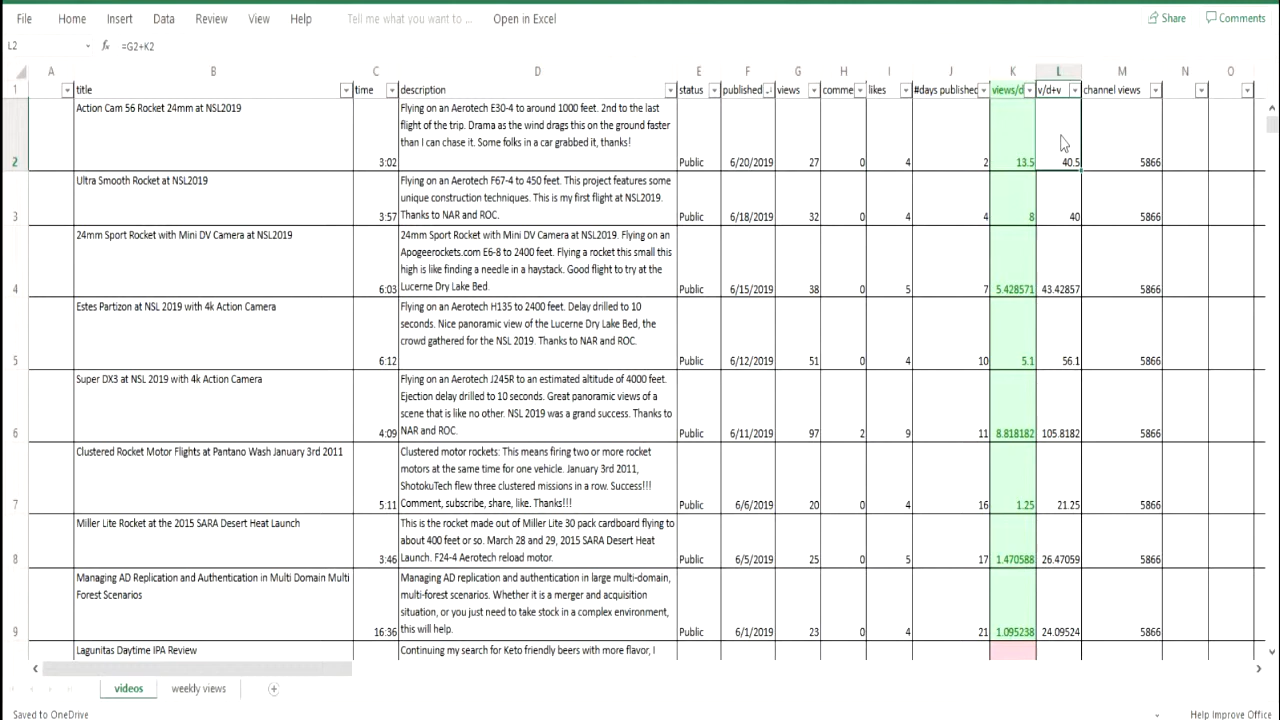 File Home Insert Data Review View Help Tell me what you want to ... Open in Excel Share Comments
L2 fx =G2+K2
A B C D E F G H I J K L M N O
1 title time description status published views comme likes #days published views/d v/d+v channel views
Action Cam 56 Rocket 24mm at NSL2019
Flying on an Aerotech E30-4 to around 1000 feet. 2nd to the last
flight of the trip. Drama as the wind drags this on the ground faster
than I can chase it. Some folks in a car grabbed it, thanks!
2 3:02 Public 6/20/2019 27 0 4 2 13.5 40.5 5866
Ultra Smooth Rocket at NSL2019
Flying on an Aerotech F67-4 to 450 feet. This project features some
unique construction techniques. This is my first flight at NSL2019.
3 3:57 Thanks to NAR and ROC. Public 6/18/2019 32 0 4 4 8 40 5866
24mm Sport Rocket with Mini DV Camera at NSL2019
24mm Sport Rocket with Mini DV Camera at NSL2019. Flying on an
Apogeerockets.com E6-8 to 2400 feet. Flying a rocket this small this
high is like finding a needle in a haystack. Good flight to try at the
4 6:03 Lucerne Dry Lake Bed. Public 6/15/2019 38 0 5 7 5.428571 43.42857 5866
Estes Partizon at NSL 2019 with 4k Action Camera
Flying on an Aerotech H135 to 2400 feet. Delay drilled to 10
seconds. Nice panoramic view of the Lucerne Dry Lake Bed, the
crowd gathered for the NSL 2019. Thanks to NAR and ROC.
5 6:12 Public 6/12/2019 51 0 4 10 5.1 56.1 5866
Super DX3 at NSL 2019 with 4k Action Camera
Flying on an Aerotech J245R to an estimated altitude of 4000 feet.
Ejection delay drilled to 10 seconds. Great panoramic views of a
scene that is like no other. NSL 2019 was a grand success. Thanks to
6 4:09 NAR and ROC. Public 6/11/2019 97 2 9 11 8.818182 105.8182 5866
Clustered Rocket Motor Flights at Pantano Wash January 3rd 2011
Clustered motor rockets: This means firing two or more rocket
motors at the same time for one vehicle. January 3rd 2011,
ShotokuTech flew three clustered missions in a row. Success!!!
7 5:11 Comment, subscribe, share, like. Thanks!!! Public 6/6/2019 20 0 4 16 1.25 21.25 5866
Miller Lite Rocket at the 2015 SARA Desert Heat Launch
This is the rocket made out of Miller Lite 30 pack cardboard flying to
about 400 feet or so. March 28 and 29, 2015 SARA Desert Heat
8 3:46 Launch. F24-4 Aerotech reload motor. Public 6/5/2019 25 0 5 17 1.470588 26.47059 5866
Managing AD Replication and Authentication in Multi Domain Multi
Forest Scenarios
Managing AD replication and authentication in large multi-domain,
multi-forest scenarios. Whether it is a merger and acquisition
situation, or you just need to take stock in a complex environment,
9 16:36 this will help. Public 6/1/2019 23 0 4 21 1.095238 24.09524 5866
Lagunitas Daytime IPA Review Continuing my search for Keto friendly beers with more flavor, I
videos weekly views
Saved to OneDrive Help Improve Office